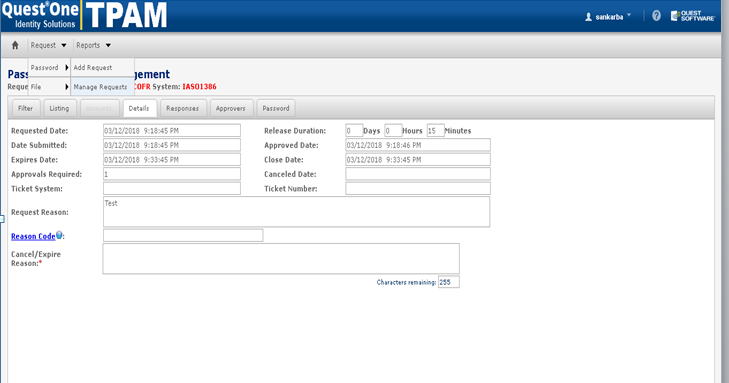 Quest One
Identity Solutions
TPAM
sankarba
QUEST
SOFTWARE
Request Reports
Password Add Request
File Manage Requests
Pass gement
Reque QFR System: IASO1386
Filter Listing Details Responses Approvers Password
Requested Date: 03/12/2018 9:18:45 PM Release Duration: 0 Days 0 Hours 15 Minutes
Date Submitted: 03/12/2018 9:18:45 PM Approved Date: 03/12/2018 9:18:46 PM
Expires Date: 03/12/2018 9:33:45 PM Close Date: 03/12/2018 9:33:45 PM
Approvals Required: 1 Canceled Date:
Ticket System: Ticket Number:
Request Reason: Test
Reason Code?:
Cancel/Expire
Reason:*
Characters remaining: 255